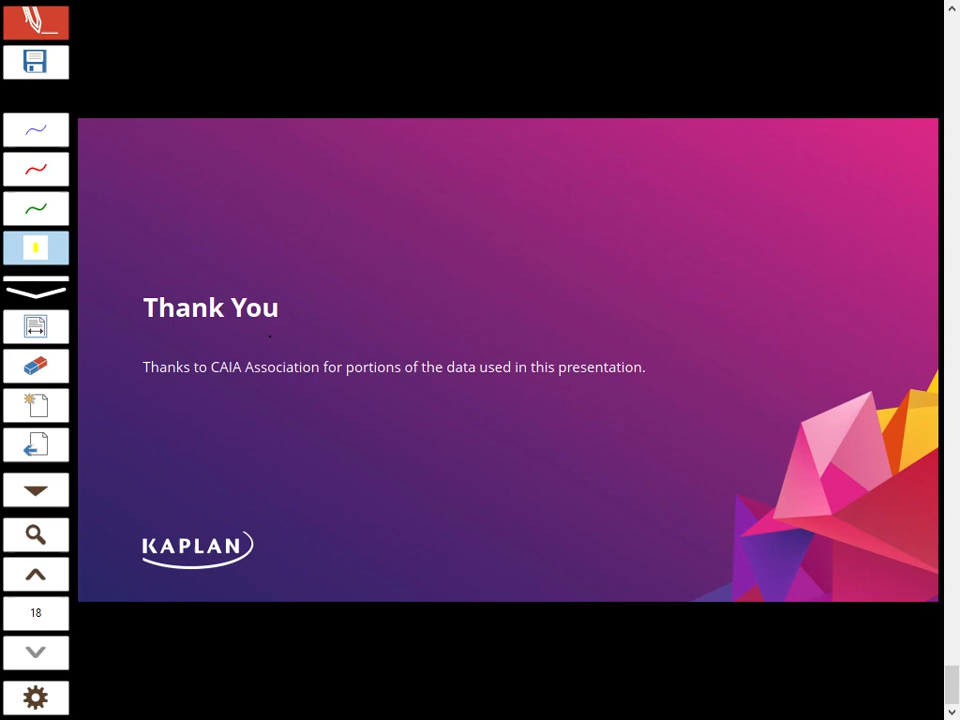 Thank You
Thanks to CAIA Association for portions of the data used in this presentation.
KAPLAN
18